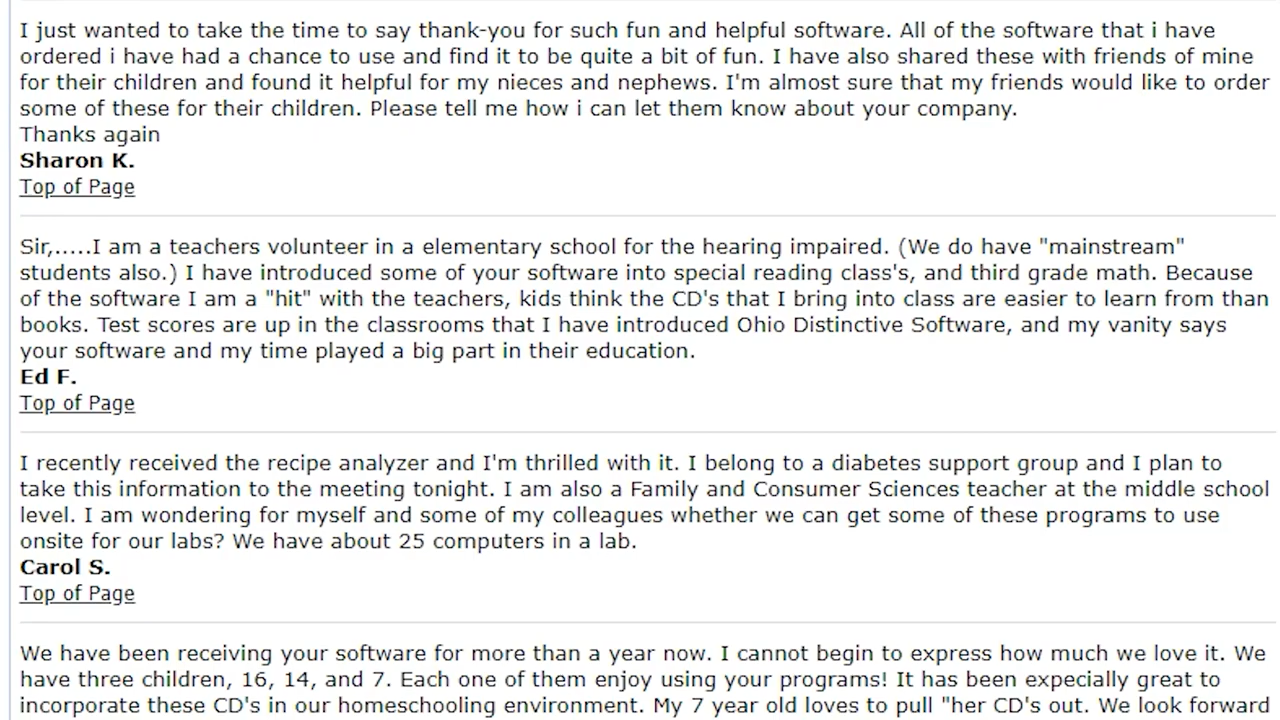 I just wanted to take the time to say thank-you for such fun and helpful software. All of the software that i have
ordered i have had a chance to use and find it to be quite a bit of fun. I have also shared these with friends of mine
for their children and found it helpful for my nieces and nephews. I'm almost sure that my friends would like to order
some of these for their children. Please tell me how i can let them know about your company.
Thanks again
Sharon K.
Top of Page
Sir,.....I am a teachers volunteer in a elementary school for the hearing impaired. (We do have "mainstream"
students also.) I have introduced some of your software into special reading class's, and third grade math. Because
of the software I am a "hit" with the teachers, kids think the CD's that I bring into class are easier to learn from than
books. Test scores are up in the classrooms that I have introduced Ohio Distinctive Software, and my vanity says
your software and my time played a big part in their education.
Ed F.
Top of Page
I recently received the recipe analyzer and I'm thrilled with it. I belong to a diabetes support group and I plan to
take this information to the meeting tonight. I am also a Family and Consumer Sciences teacher at the middle school
level. I am wondering for myself and some of my colleagues whether we can get some of these programs to use
onsite for our labs? We have about 25 computers in a lab.
Carol S.
Top of Page
We have been receiving your software for more than a year now. I cannot begin to express how much we love it. We
have three children, 16, 14, and 7. Each one of them enjoy using your programs! It has been expecially great to
incorporate these CD's in our homeschooling environment. My 7 year old loves to pull "her CD's out. We look forward